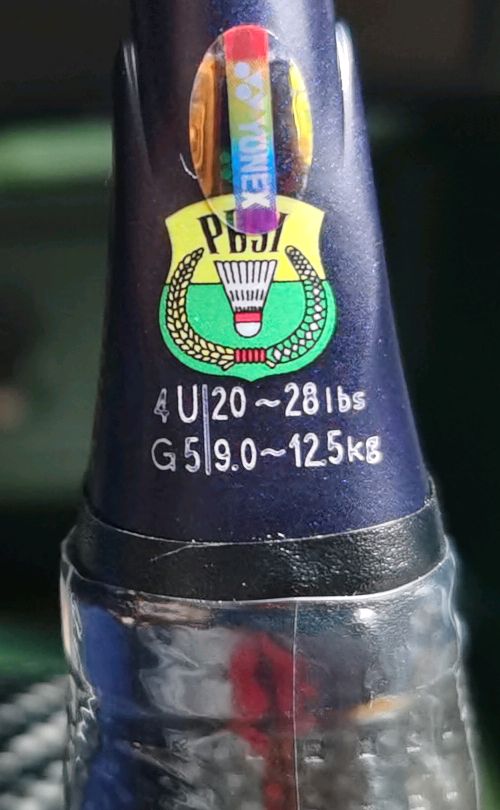 YONEX
PBSI
4U 20~28lbs
G5 9.0~12.5kg